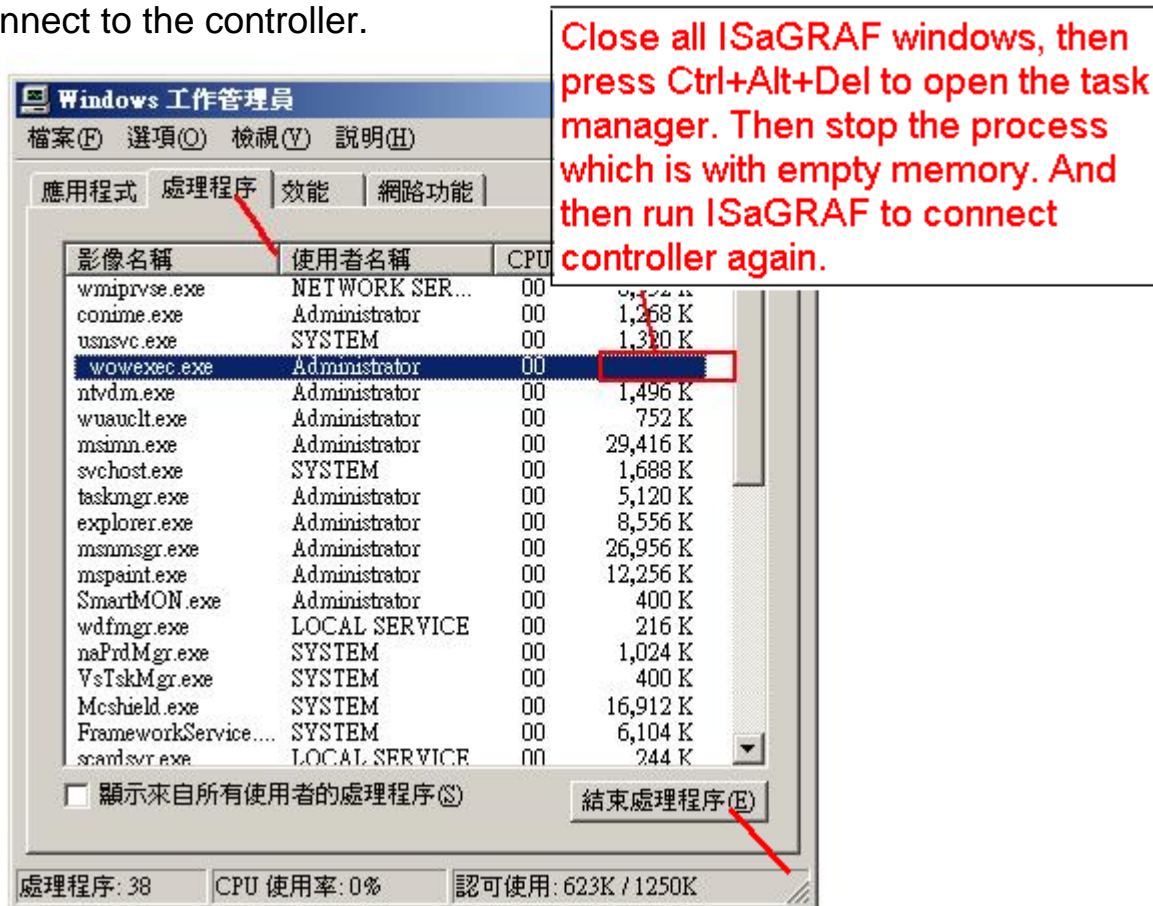 nnect to the controller.
Close all ISaGRAF windows, then
press Ctrl+Alt+Del to open the task
manager. Then stop the process
which is with empty memory. And
then run ISaGRAF to connect
controller again.
Windows 工作管理員
檔案(F) 選項(O) 檢視(V) 說明(H)
應用程式 處理程序 效能 網路功能
影像名稱 使用者名稱 CPU
wmiprvse.exe NETWORK SER... 00
conime.exe Administrator 00 1,268 K
usnsvc.exe SYSTEM 00 1,320 K
wowexec.exe Administrator 00
ntvdm.exe Administrator 00 1,496 K
wuauclt.exe Administrator 00 752 K
msimn.exe Administrator 00 29,416 K
svchost.exe SYSTEM 00 1,688 K
taskmgr.exe Administrator 00 5,120 K
explorer.exe Administrator 00 8,556 K
msnmsgr.exe Administrator 00 26,956 K
mspaint.exe Administrator 00 12,256 K
SmartMON.exe Administrator 00 400 K
wdfmgr.exe LOCAL SERVICE 00 216 K
naPrdMgr.exe SYSTEM 00 1,024 K
VsTskMgr.exe SYSTEM 00 400 K
Mcshield.exe SYSTEM 00 16,912 K
FrameworkService.... SYSTEM 00 6,104 K
scardsvr.exe LOCAL SERVICE 00 244 K
顯示來自所有使用者的處理程序(S)
結束處理程序(E)
處理程序: 38 CPU 使用率: 0% 認可使用: 623K / 1250K